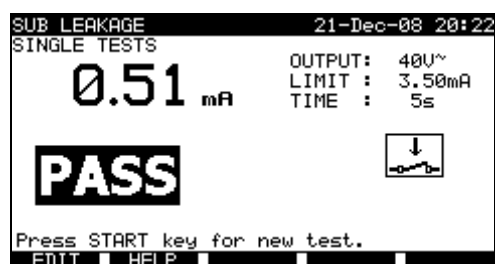 SUB LEAKAGE 21-Dec-08 20:22
SINGLE TESTS
OUTPUT: 40V~
0.51 mA LIMIT : 3.50mA
TIME : 5s
PASS
Press START key for new test.
EDIT HELP